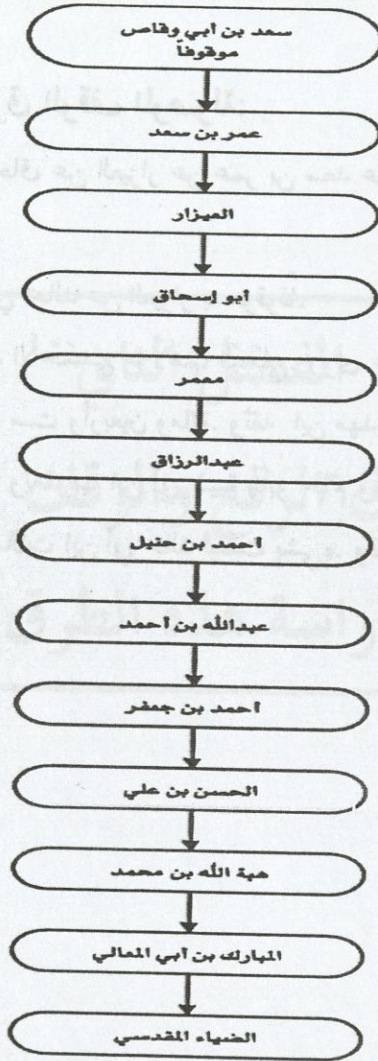 سعد بن أبي وقاص
موقوفاً
عمر بن سعد
العيزار
أبو إسحاق
معمر
عبدالرزاق
أحمد بن حنبل
عبدالله بن أحمد
أحمد بن جعفر
الحسن بن علي
هبة الله بن محمد
المبارك بن أبي المعالي
الضياء المقدسي